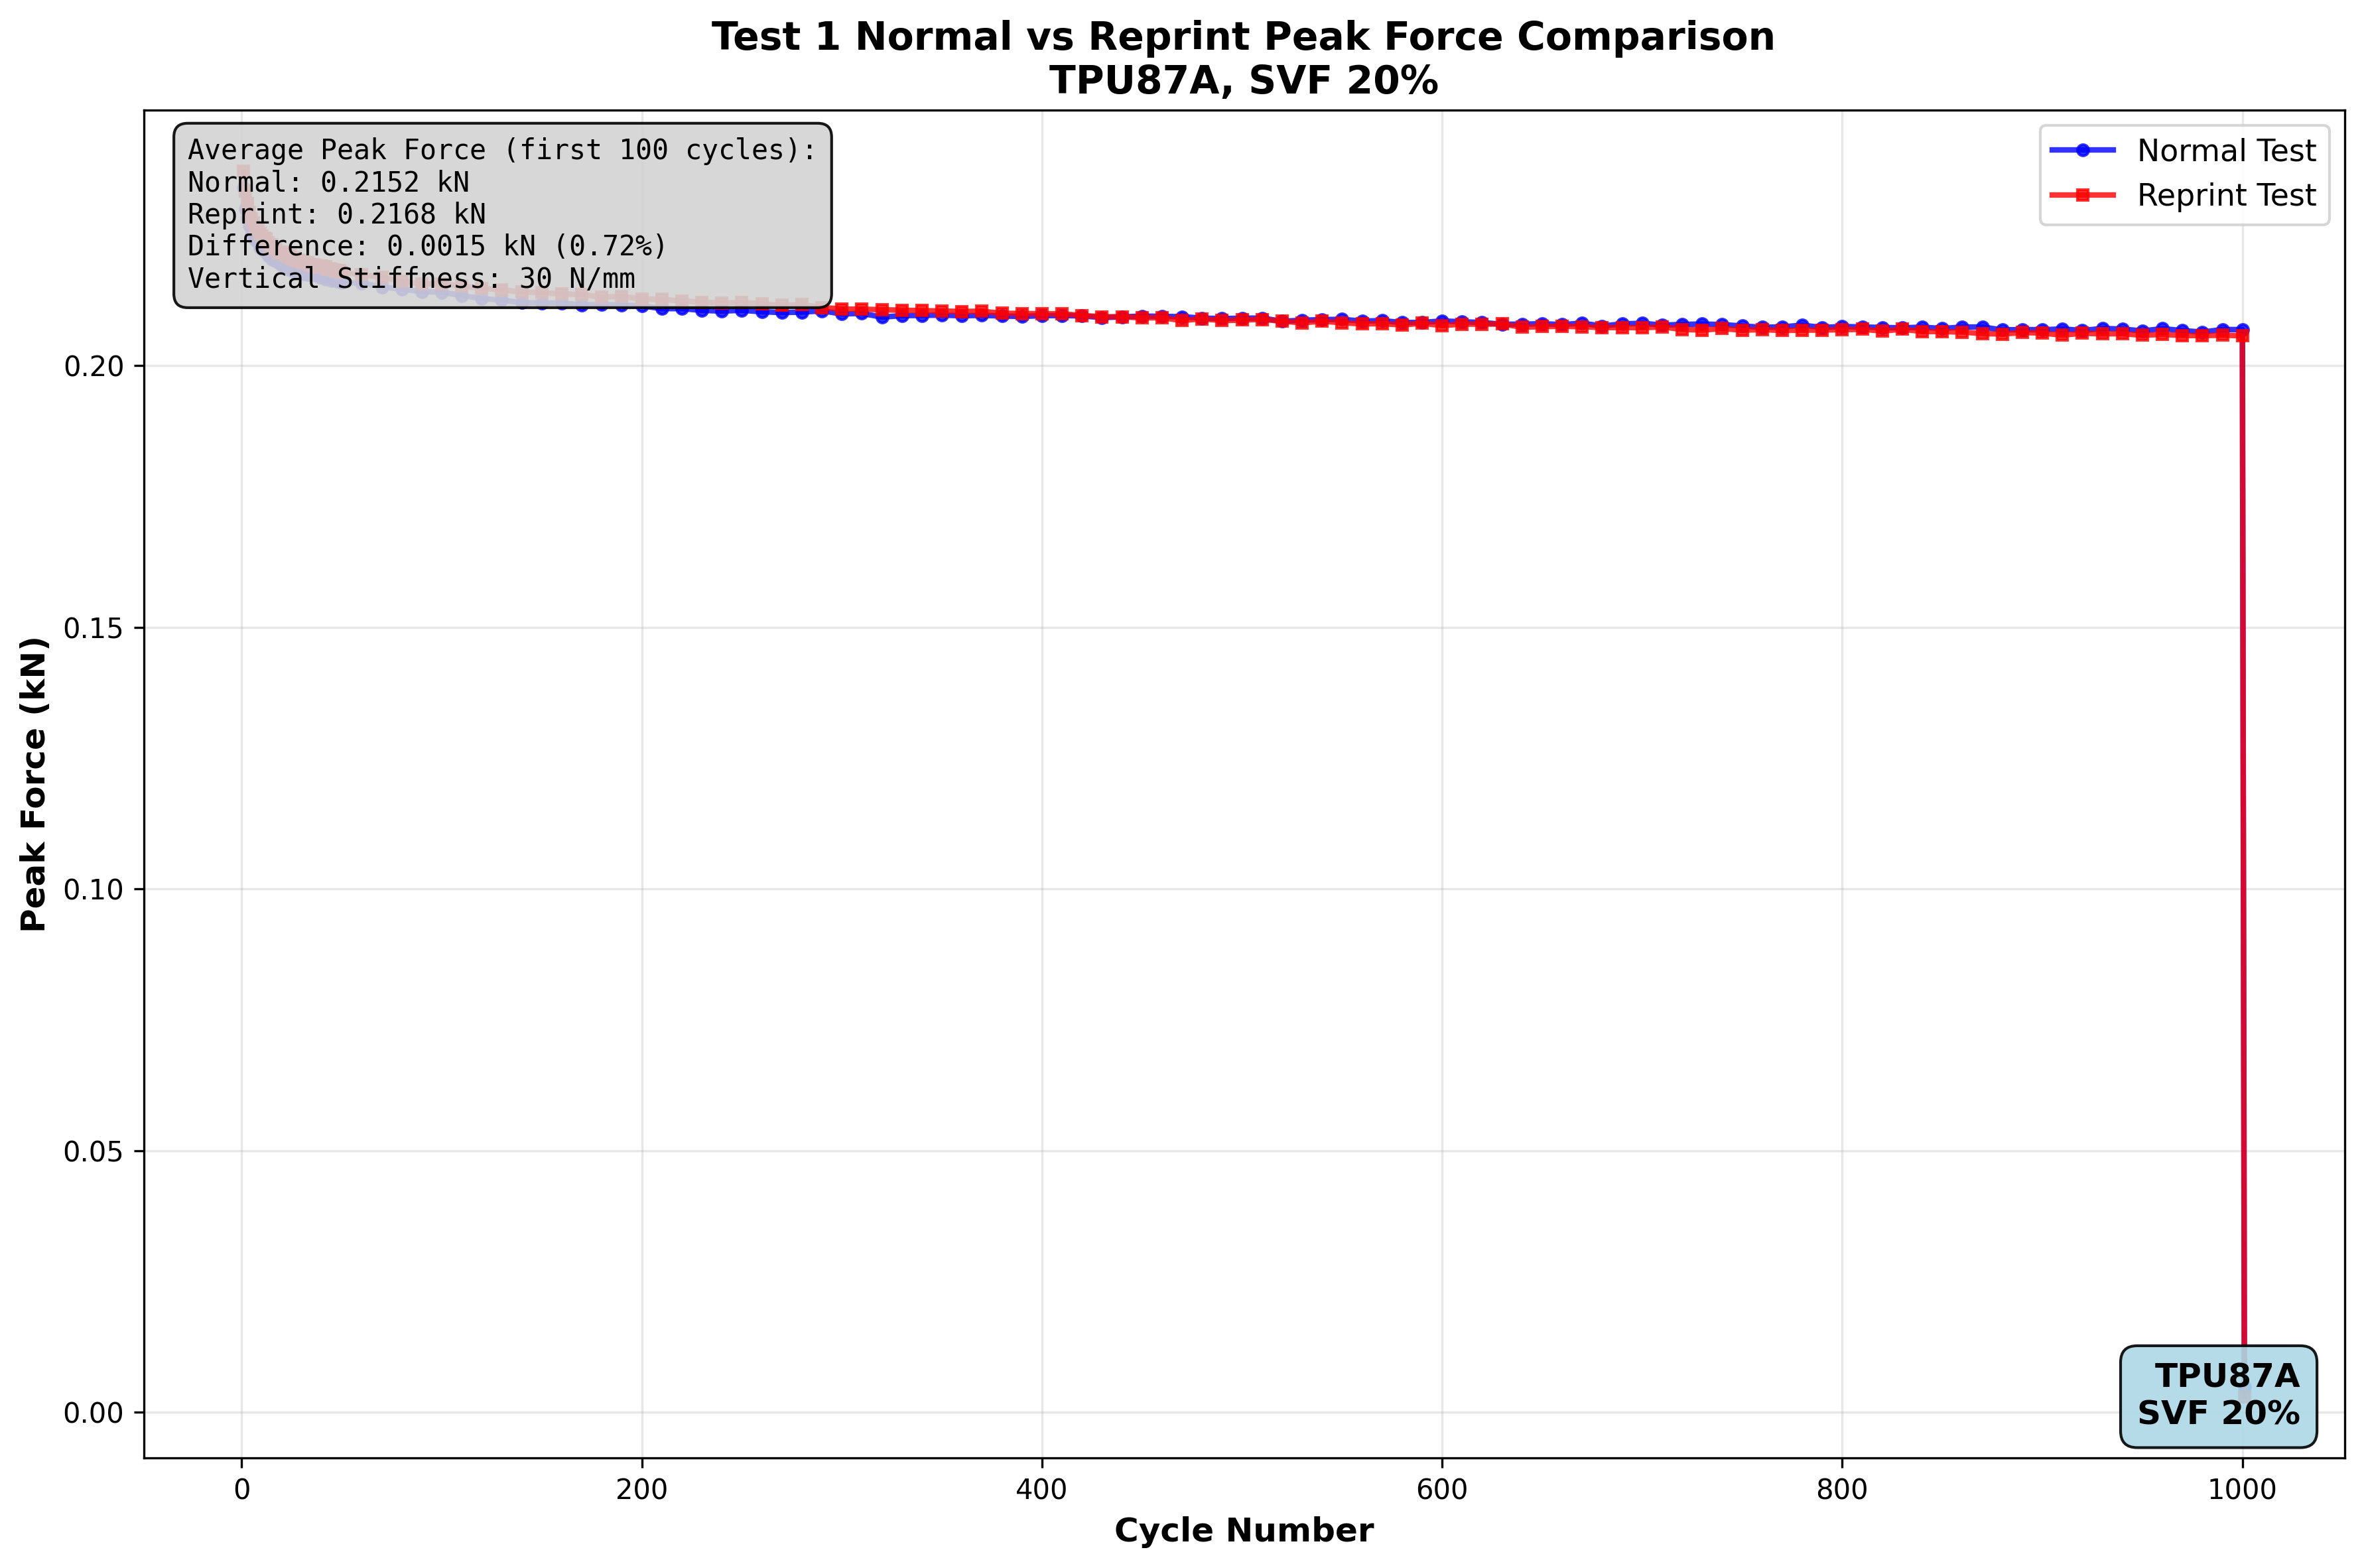 Test 1 Normal vs Reprint Peak Force Comparison
TPU87A, SVF 20%
Average Peak Force (first 100 cycles):
Normal: 0.2152 kN
Reprint: 0.2168 kN
Difference: 0.0015 kN (0.72%)
Vertical Stiffness: 30 N/mm
Normal Test
Reprint Test
Peak Force (kN)
0.20
0.15
0.10
0.05
0.00
TPU87A
SVF 20%
0 200 400 600 800 1000
Cycle Number